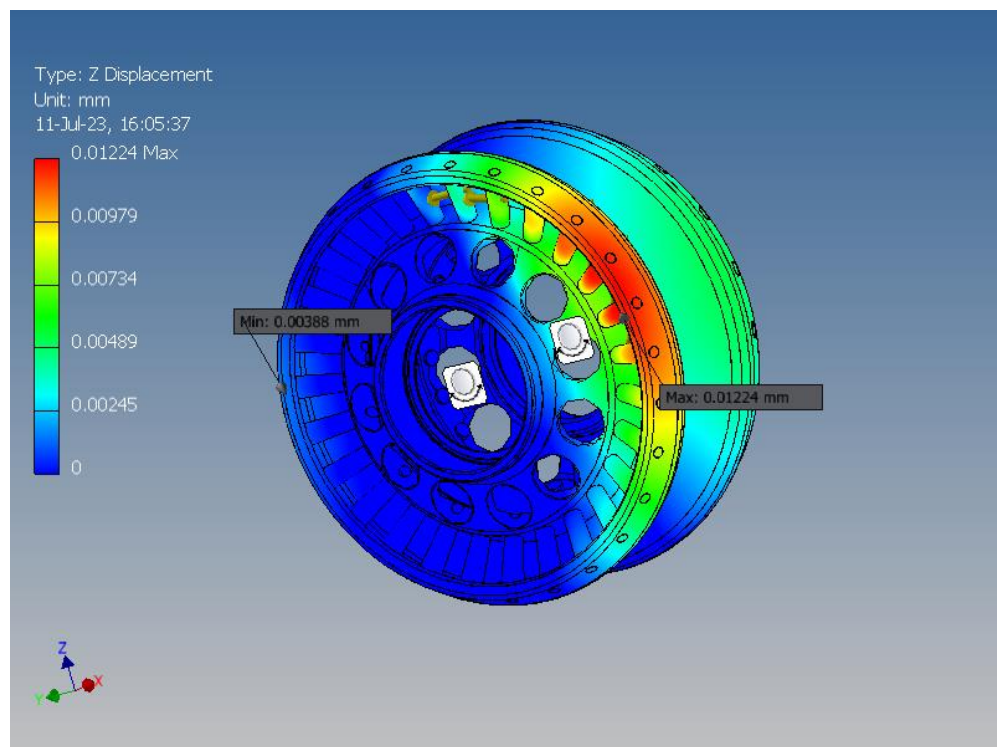 Type: Z Displacement
Unit: mm
11-Jul-23, 16:05:37
0.01224 Max
0.00979
0.00734
0.00489
0.00245
0
Min: 0.00388 mm
Max: 0.01224 mm
Z
Y
X